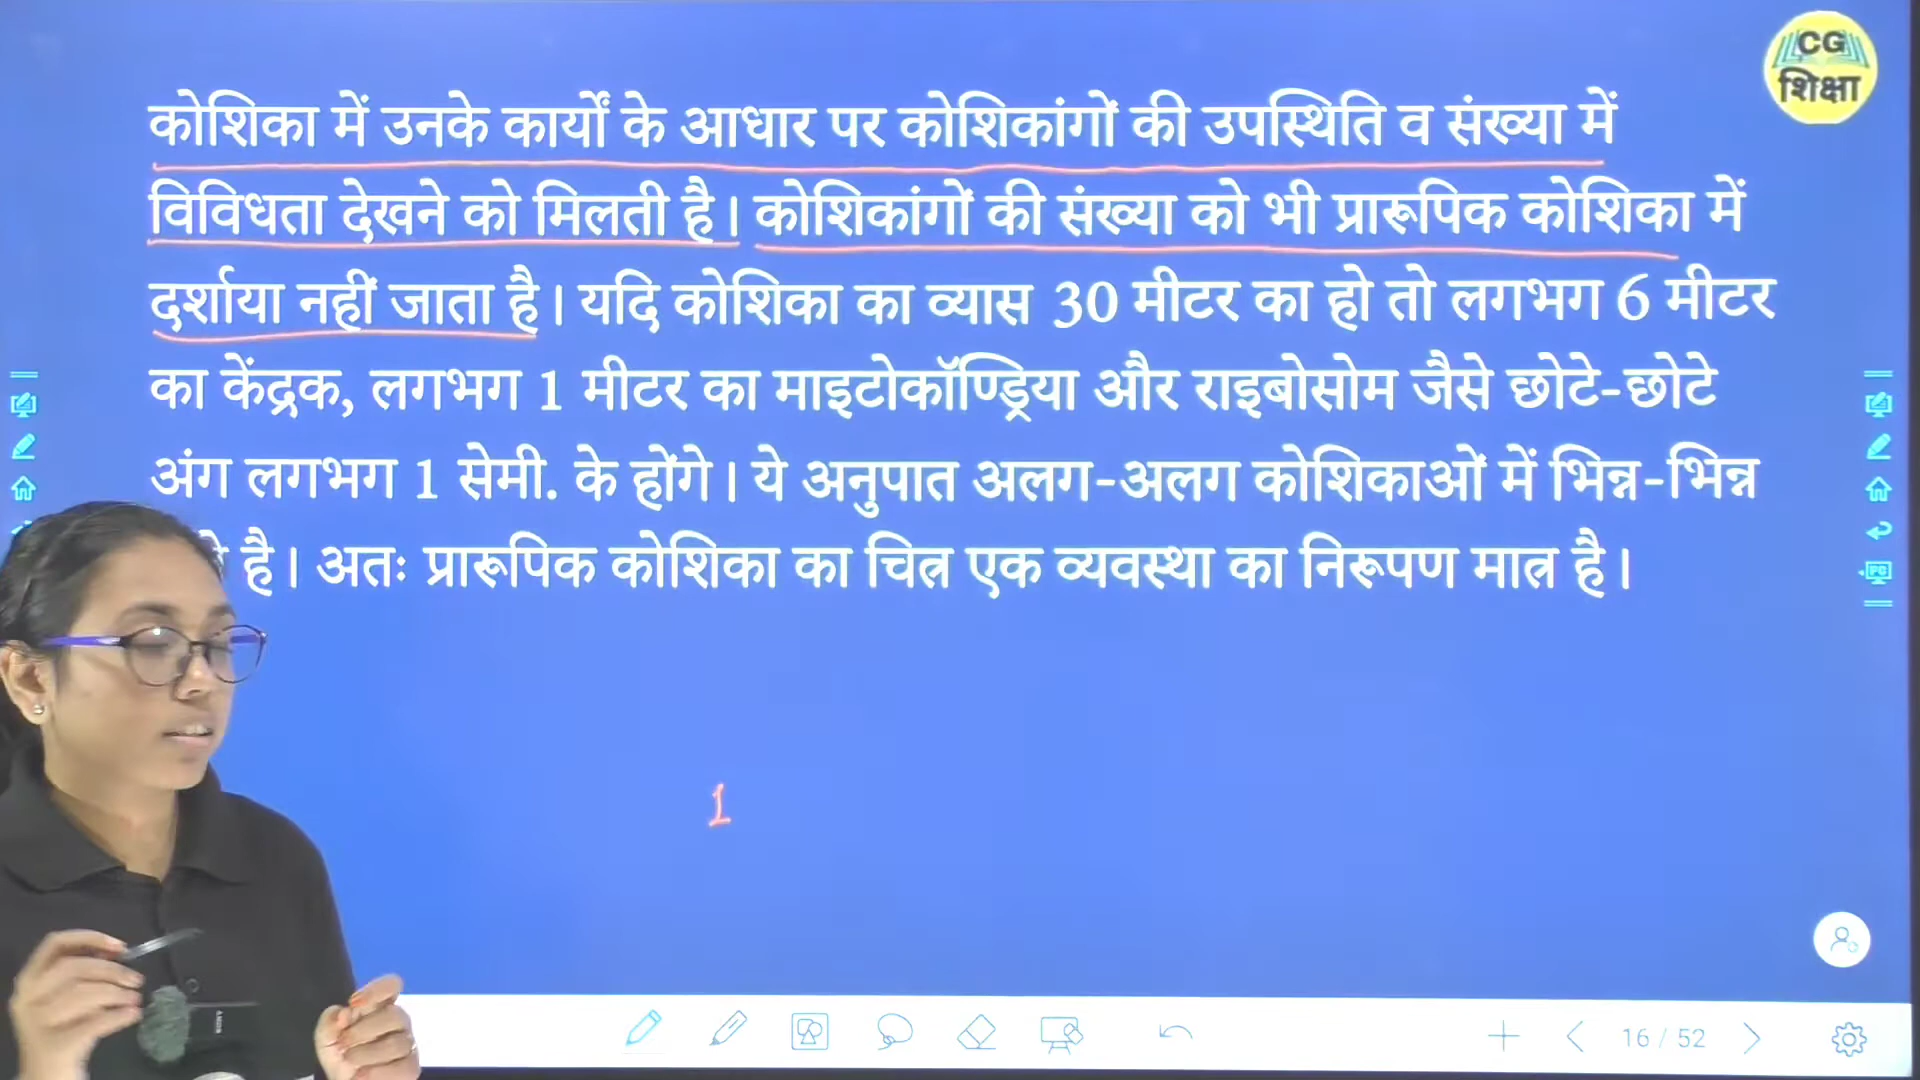 CG
शिक्षा
कोशिका में उनके कार्यों के आधार पर कोशिकांगों की उपस्थिति व संख्या में
विविधता देखने को मिलती है। कोशिकांगों की संख्या को भी प्रारूपिक कोशिका में
दर्शाया नहीं जाता है। यदि कोशिका का व्यास 30 मीटर का हो तो लगभग 6 मीटर
का केंद्रक, लगभग 1 मीटर का माइटोकॉण्ड्रिया और राइबोसोम जैसे छोटे-छोटे
अंग लगभग 1 सेमी. के होंगे। ये अनुपात अलग-अलग कोशिकाओं में भिन्न-भिन्न
है। अतः प्रारूपिक कोशिका का चित्र एक व्यवस्था का निरूपण मात्र है।
1
16 / 52